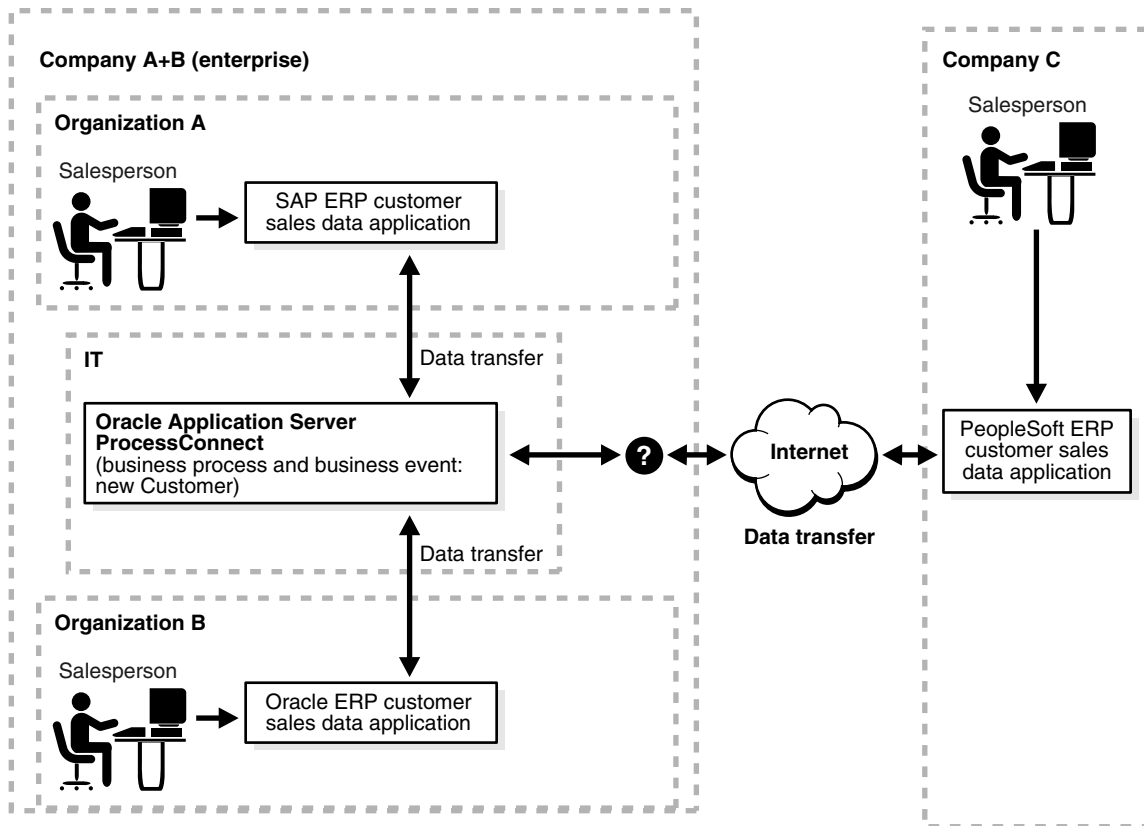 Company A+B (enterprise)
Organization A
Salesperson
SAP ERP customer
sales data application
Data transfer
IT
Oracle Application Server
ProcessConnect
(business process and business event:
new Customer)
?
Internet
Data transfer
Data transfer
Organization B
Salesperson
Oracle ERP customer
sales data application
Company C
Salesperson
PeopleSoft ERP
customer sales
data application